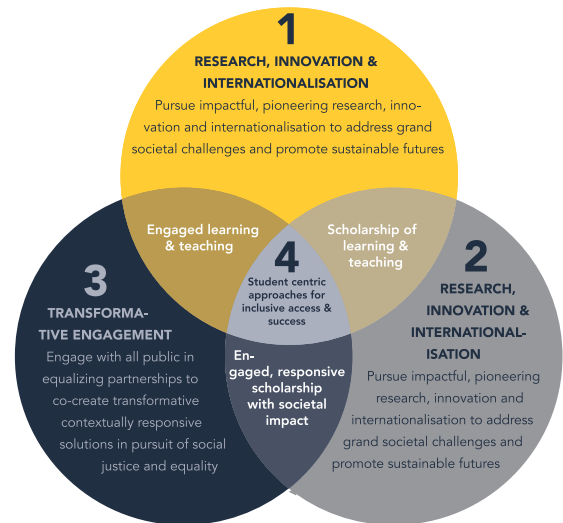 1
RESEARCH, INNOVATION &
INTERNATIONALISATION
Pursue impactful, pioneering research, inno-
vation and internationalisation to address grand
societal challenges and promote sustainable futures
Engaged learning
& teaching
Scholarship of
learning &
teaching
4
Student centric
approaches for
inclusive access &
success
3
TRANSFORMA-
TIVE ENGAGEMENT
Engage with all public in
equalizing partnerships to
co-create transformative
contextually responsive
solutions in pursuit of social
justice and equality
En-
gaged, responsive
scholarship
with societal
impact
2
RESEARCH,
INNOVATION &
INTERNATIONAL-
ISATION
Pursue impactful, pioneering
research, innovation and
internationalisation to address
grand societal challenges and
promote sustainable futures